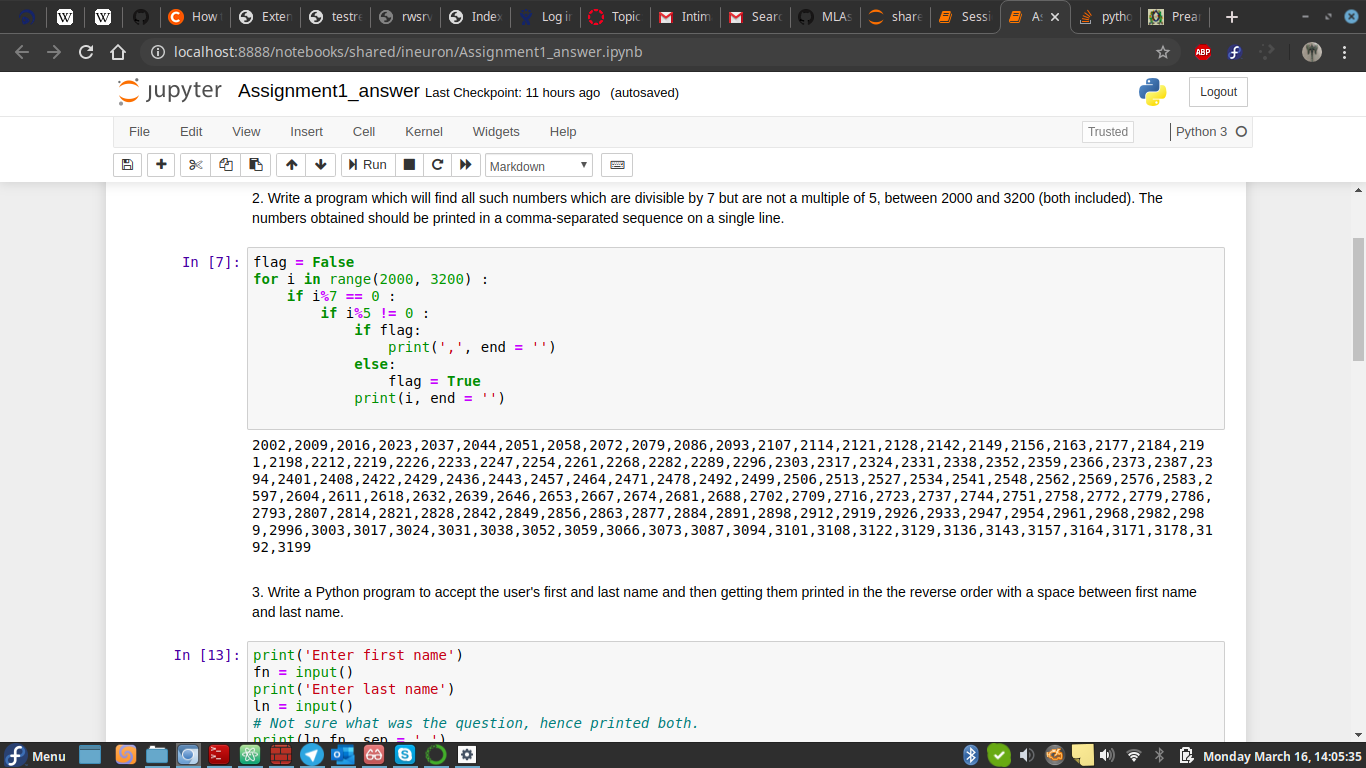 How
Exter
testre
rwsrv
Index
Log i
Topic
Intim
Sear
MLAs
share
Sessi
As
pytho
Prear
localhost:8888/notebooks/shared/ineuron/Assignment1_answer.ipynb
ABP
jupyter Assignment1_answer Last Checkpoint: 11 hours ago (autosaved)
Logout
File Edit View Insert Cell Kernel Widgets Help
Trusted
Python 3
Run
Markdown
2. Write a program which will find all such numbers which are divisible by 7 but are not a multiple of 5, between 2000 and 3200 (both included). The
numbers obtained should be printed in a comma-separated sequence on a single line.
In [7]:
flag = False
for i in range(2000, 3200) :
    if i%7 == 0 :
        if i%5 != 0 :
            if flag:
                print(',', end = '')
            else:
                flag = True
            print(i, end = '')
2002,2009,2016,2023,2037,2044,2051,2058,2072,2079,2086,2093,2107,2114,2121,2128,2142,2149,2156,2163,2177,2184,219
1,2198,2212,2219,2226,2233,2247,2254,2261,2268,2282,2289,2296,2303,2317,2324,2331,2338,2352,2359,2366,2373,2387,23
94,2401,2408,2422,2429,2436,2443,2457,2464,2471,2478,2492,2499,2506,2513,2527,2534,2541,2548,2562,2569,2576,2583,2
597,2604,2611,2618,2632,2639,2646,2653,2667,2674,2681,2688,2702,2709,2716,2723,2737,2744,2751,2758,2772,2779,2786,
2793,2807,2814,2821,2828,2842,2849,2856,2863,2877,2884,2891,2898,2912,2919,2926,2933,2947,2954,2961,2968,2982,298
9,2996,3003,3017,3024,3031,3038,3052,3059,3066,3073,3087,3094,3101,3108,3122,3129,3136,3143,3157,3164,3171,3178,31
92,3199
3. Write a Python program to accept the user's first and last name and then getting them printed in the the reverse order with a space between first name
and last name.
In [13]:
print('Enter first name')
fn = input()
print('Enter last name')
ln = input()
# Not sure what was the question, hence printed both.
print(ln,fn, sep = ' ')
Menu
Monday March 16, 14:05:35